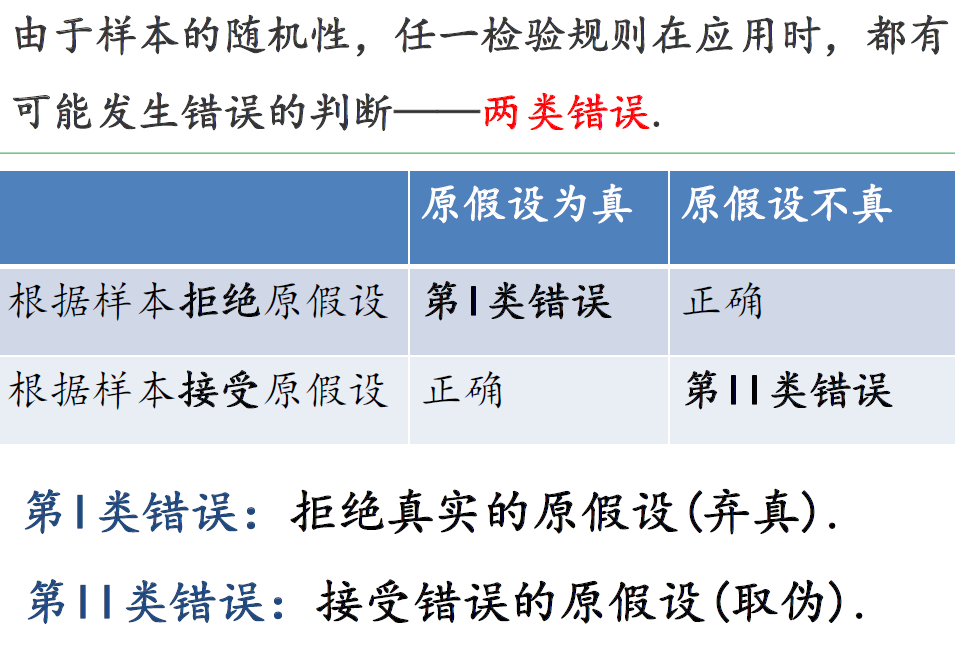 由于样本的随机性，任一检验规则在应用时，都有
可能发生错误的判断——两类错误.
原假设为真 原假设不真
根据样本拒绝原假设 第I类错误 正确
根据样本接受原假设 正确 第II类错误
第I类错误：拒绝真实的原假设(弃真).
第II类错误：接受错误的原假设(取伪).